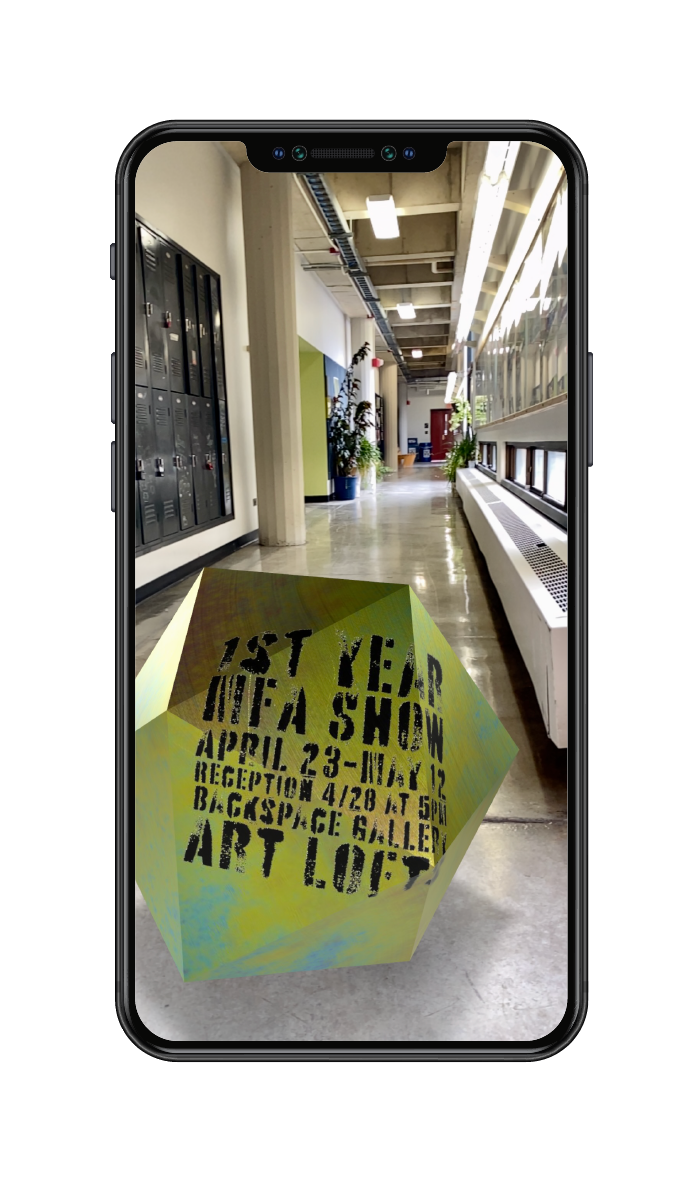 1ST YEAR
MFA SHOW
APRIL 23-MAY 12
RECEPTION 4/28 AT 5PM
BACKSPACE GALLERY
ART LOFT